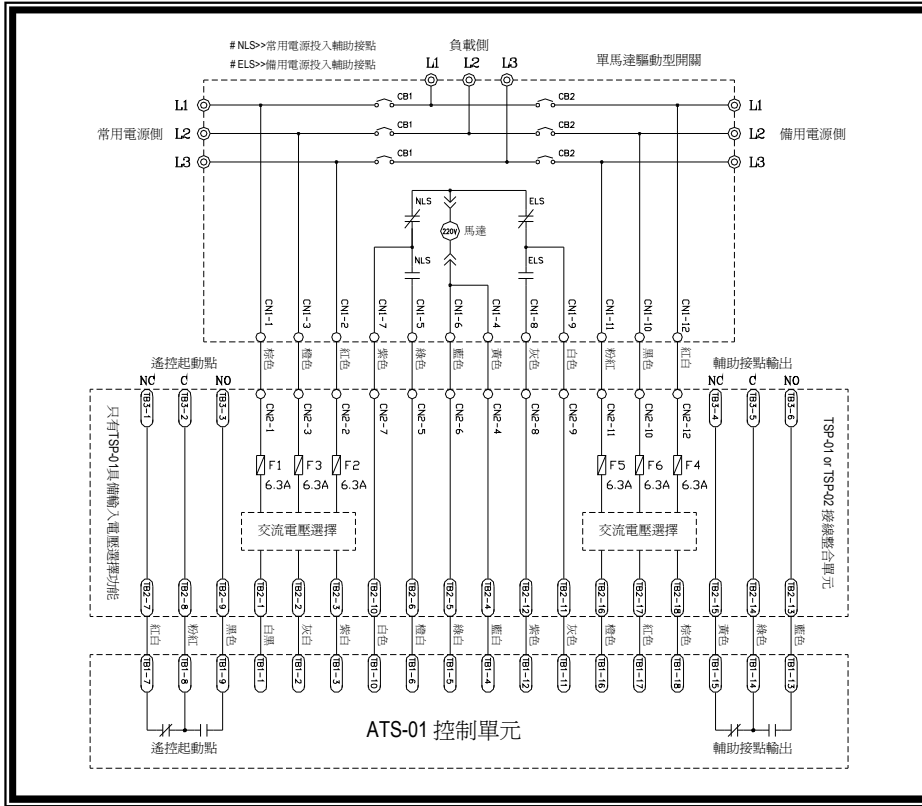 # NLS>>常用電源投入輔助接點
# ELS>>備用電源投入輔助接點
負載側
單馬達驅動型開關
L1 L2 L3
L1 CB1 CB2 L1
常用電源側 L2 CB1 CB2 L2 備用電源側
L3 CB1 CB2 L3
NLS ELS
220V 馬達
NLS ELS
CN1-1 CN1-3 CN1-2 CN1-7 CN1-5 CN1-6 CN1-4 CN1-8 CN1-9 CN1-11 CN1-10 CN1-12
棕色 橙色 紅色 紫色 綠色 藍色 黃色 灰色 白色 粉紅 黑色 紅白
遙控起動點
輔助接點輸出
NC C NO
NC C NO
TB3-1 TB3-2 TB3-3
TB3-4 TB3-5 TB3-6
CN2-1 CN2-3 CN2-2 CN2-7 CN2-5 CN2-6 CN2-4 CN2-8 CN2-9 CN2-11 CN2-10 CN2-12
只有TSP-01具備輸入電壓選擇功能
TSP-01 or TSP-02 接線整合單元
F1 F3 F2 F5 F6 F4
6.3A 6.3A 6.3A 6.3A 6.3A 6.3A
交流電壓選擇
交流電壓選擇
TB2-7 TB2-8 TB2-9 TB2-1 TB2-2 TB2-3 TB2-10 TB2-6 TB2-5 TB2-4 TB2-12 TB2-11 TB2-16 TB2-17 TB2-18 TB2-15 TB2-14 TB2-13
紅白 粉紅 黑色 白黑 灰白 紫白 白色 橙白 綠白 藍白 紫色 灰色 橙色 紅色 棕色 黃色 綠色 藍色
TB1-7 TB1-8 TB1-9 TB1-1 TB1-2 TB1-3 TB1-10 TB1-6 TB1-5 TB1-4 TB1-12 TB1-11 TB1-16 TB1-17 TB1-18 TB1-15 TB1-14 TB1-13
ATS-01 控制單元
遙控起動點
輔助接點輸出